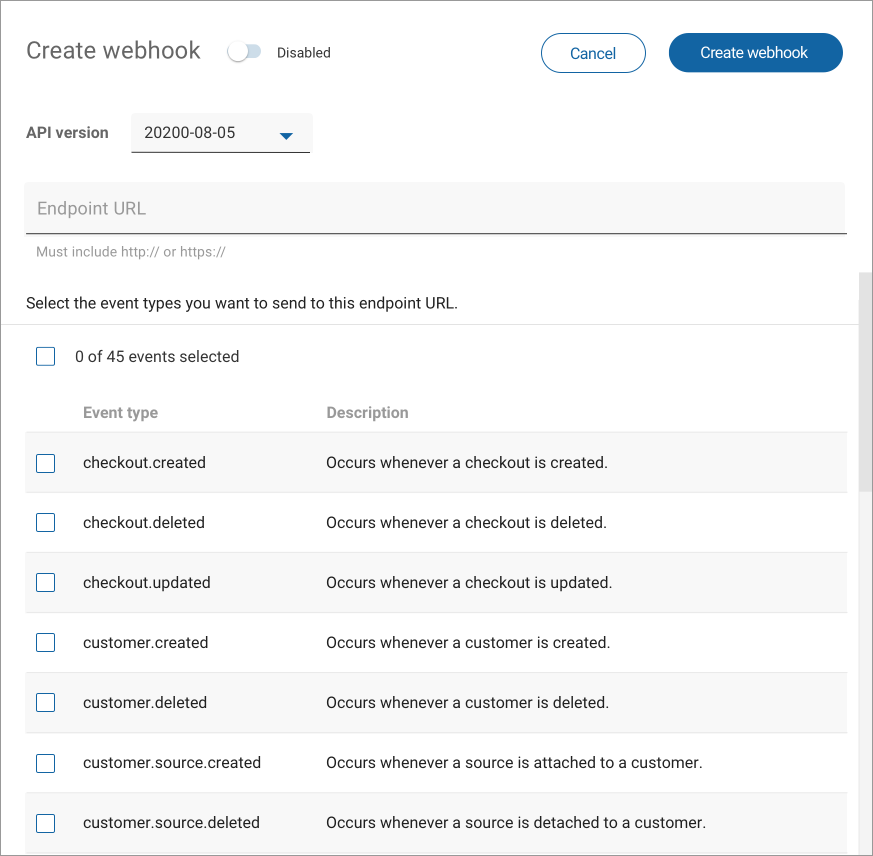 Create webhook
Disabled
Cancel
Create webhook
API version
20200-08-05
Endpoint URL
Must include http:// or https://
Select the event types you want to send to this endpoint URL.
0 of 45 events selected
Event type Description
checkout.created Occurs whenever a checkout is created.
checkout.deleted Occurs whenever a checkout is deleted.
checkout.updated Occurs whenever a checkout is updated.
customer.created Occurs whenever a customer is created.
customer.deleted Occurs whenever a customer is deleted.
customer.source.created Occurs whenever a source is attached to a customer.
customer.source.deleted Occurs whenever a source is detached to a customer.